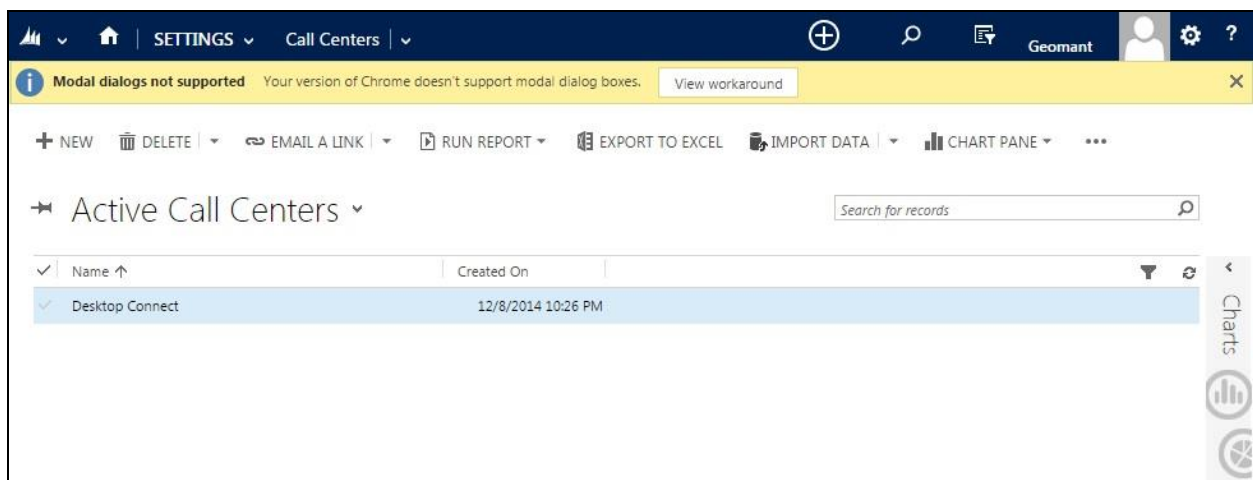 SETTINGS Call Centers Geomant ?
Modal dialogs not supported Your version of Chrome doesn't support modal dialog boxes. View workaround
NEW DELETE EMAIL A LINK RUN REPORT EXPORT TO EXCEL IMPORT DATA CHART PANE
Active Call Centers Search for records
Name Created On
Desktop Connect 12/8/2014 10:26 PM
Charts